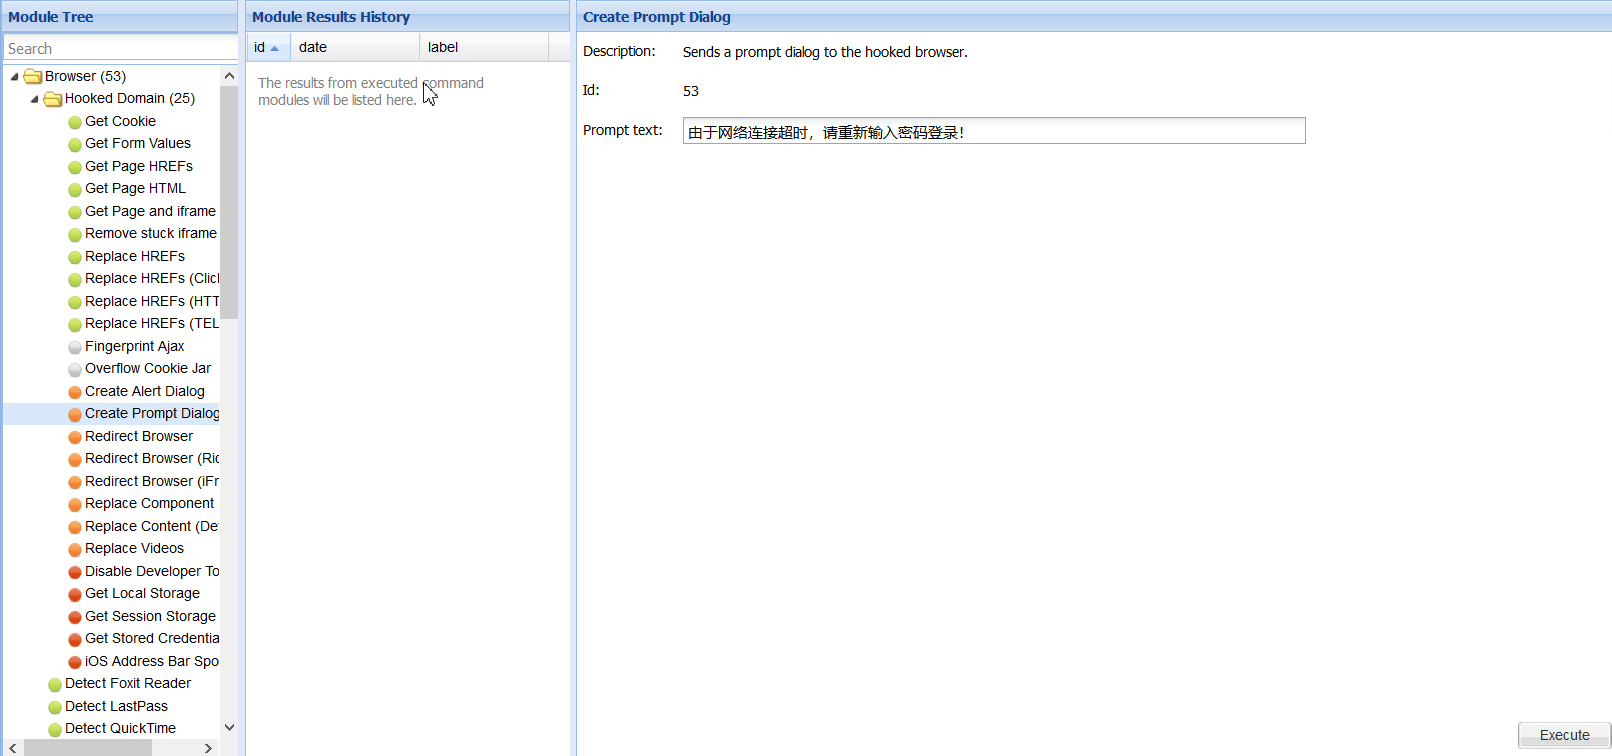 Module Tree
Search
Browser (53)
Hooked Domain (25)
Get Cookie
Get Form Values
Get Page HREFs
Get Page HTML
Get Page and iframe
Remove stuck iframe
Replace HREFs
Replace HREFs (Clicl
Replace HREFs (HTT
Replace HREFs (TEL
Fingerprint Ajax
Overflow Cookie Jar
Create Alert Dialog
Create Prompt Dialog
Redirect Browser
Redirect Browser (Ric
Redirect Browser (iFr
Replace Component
Replace Content (De
Replace Videos
Disable Developer To
Get Local Storage
Get Session Storage
Get Stored Credentia
iOS Address Bar Spo
Detect Foxit Reader
Detect LastPass
Detect QuickTime
Module Results History
id date label
The results from executed command
modules will be listed here.
Create Prompt Dialog
Description: Sends a prompt dialog to the hooked browser.
Id: 53
Prompt text: 由于网络连接超时，请重新输入密码登录！
Execute